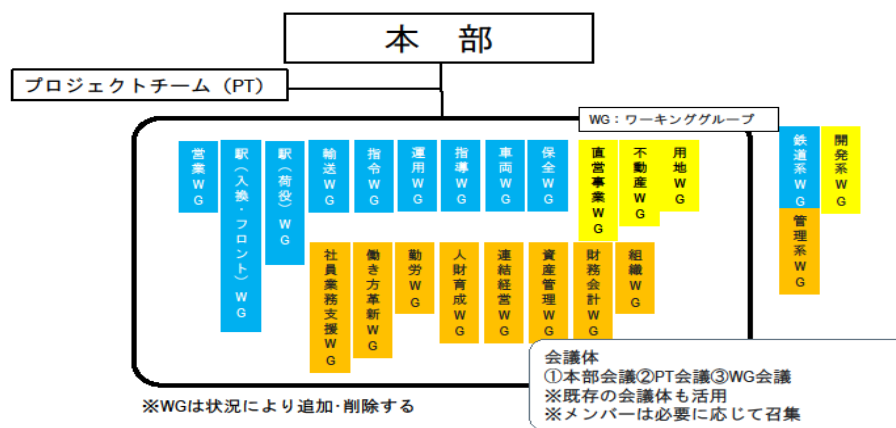 本　部
プロジェクトチーム（PT）
WG：ワーキンググループ
営業WG
駅（入換・フロント）WG
駅（荷役）WG
輸送WG
指令WG
運用WG
指導WG
車両WG
保全WG
直営事業WG
不動産WG
用地WG
鉄道系WG
開発系WG
管理系WG
社員業務支援WG
働き方革新WG
勤労WG
人財育成WG
連結経営WG
資産管理WG
財務会計WG
組織WG
会議体
①本部会議②PT会議③WG会議
※既存の会議体も活用
※メンバーは必要に応じて召集
※WGは状況により追加・削除する